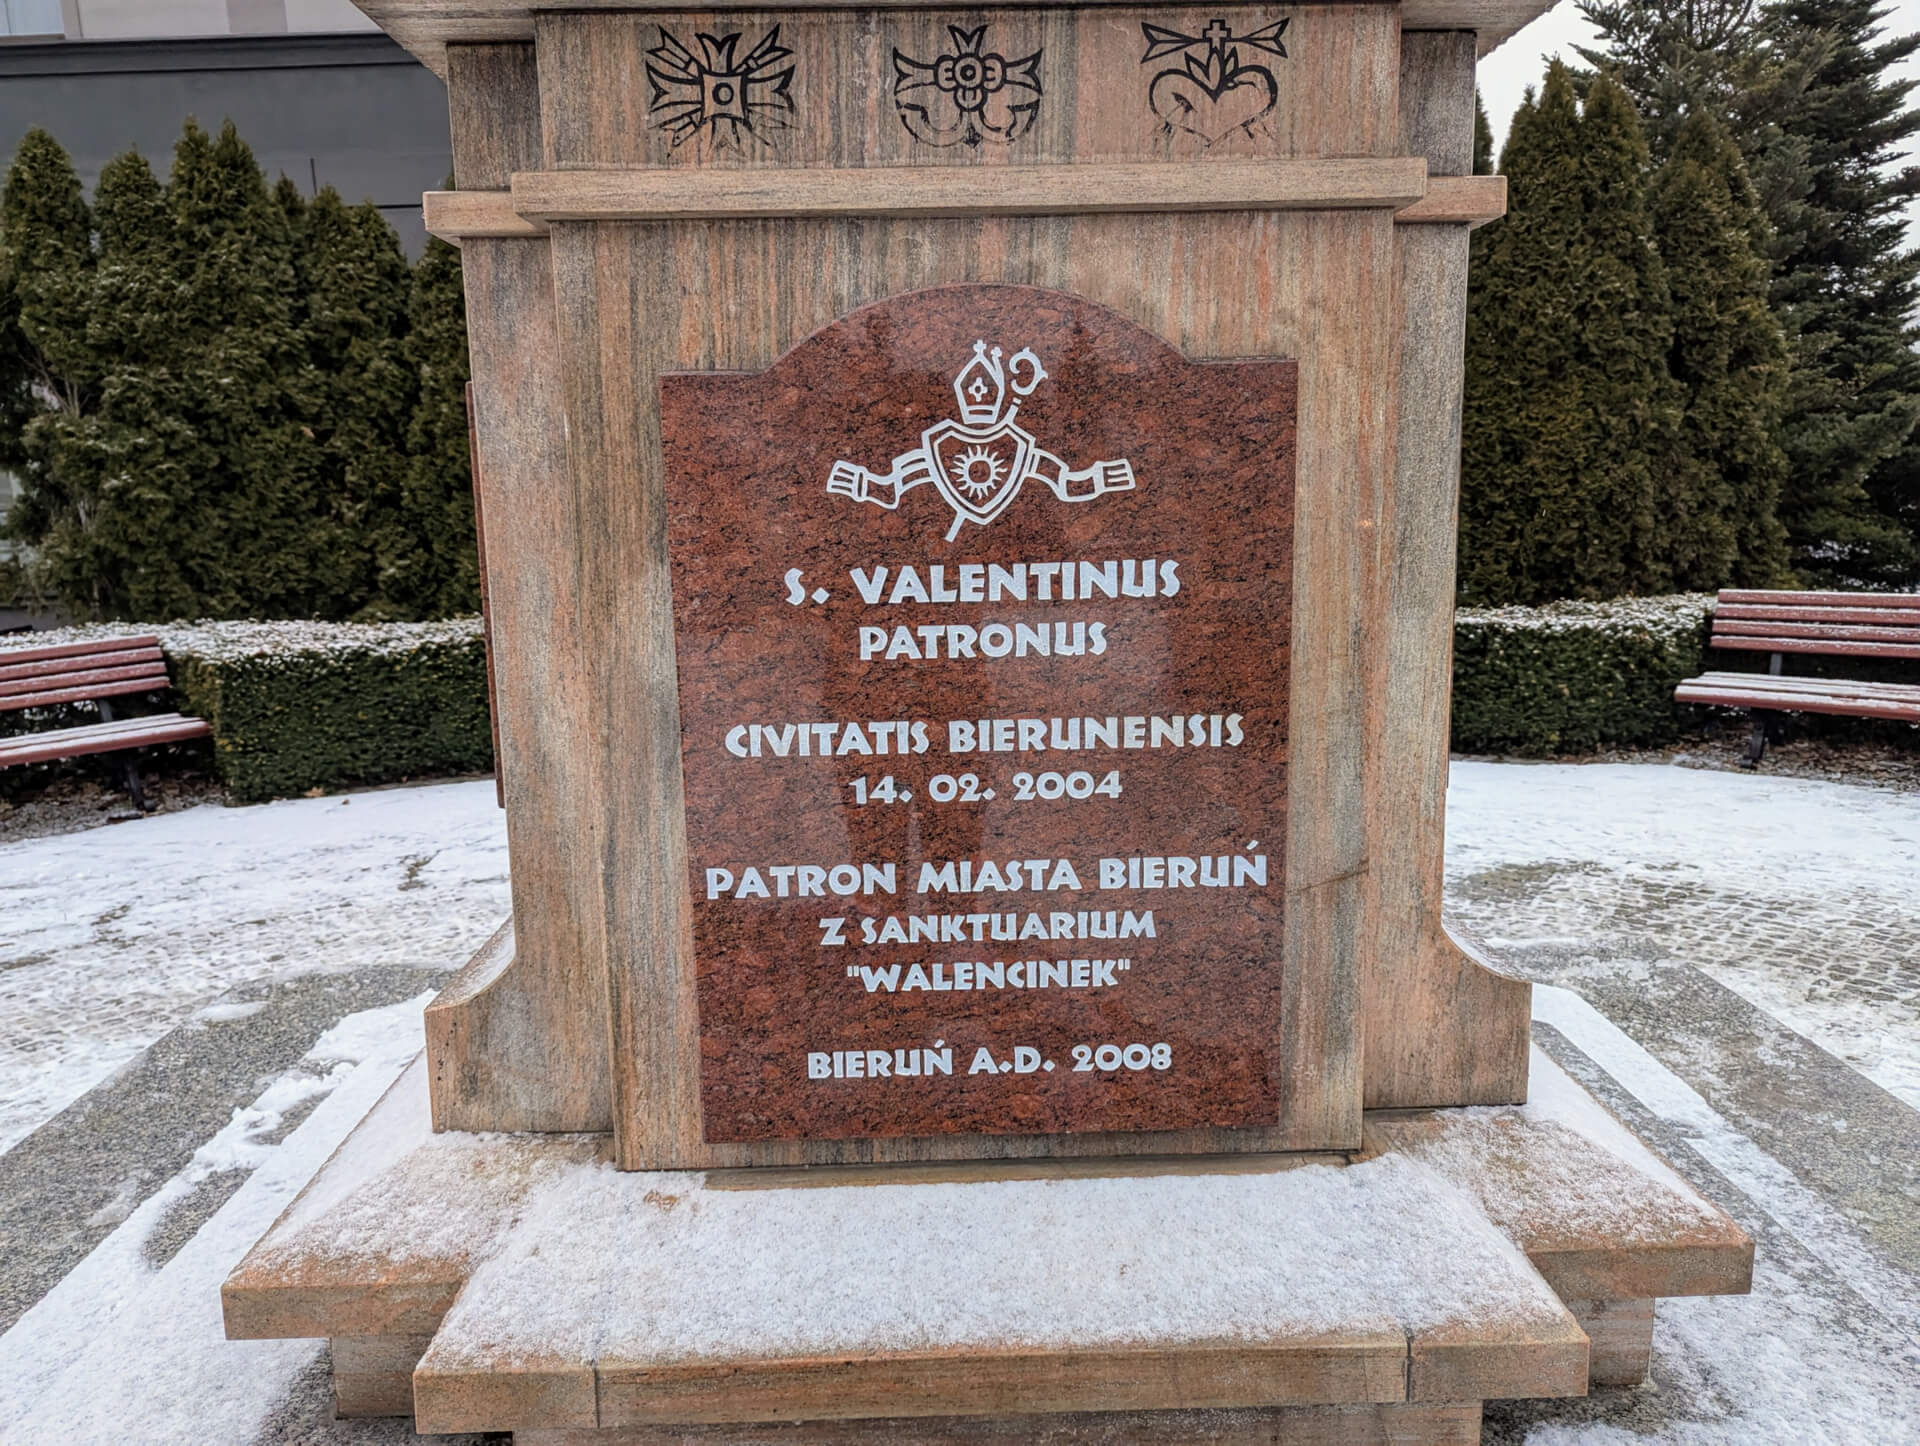 S. VALENTINUS
PATRONUS
CIVITATIS BIERUNENSIS
14. 02. 2004
PATRON MIASTA BIERUŃ
Z SANKTUARIUM
"WALENCINEK"
BIERUŃ A.D. 2008